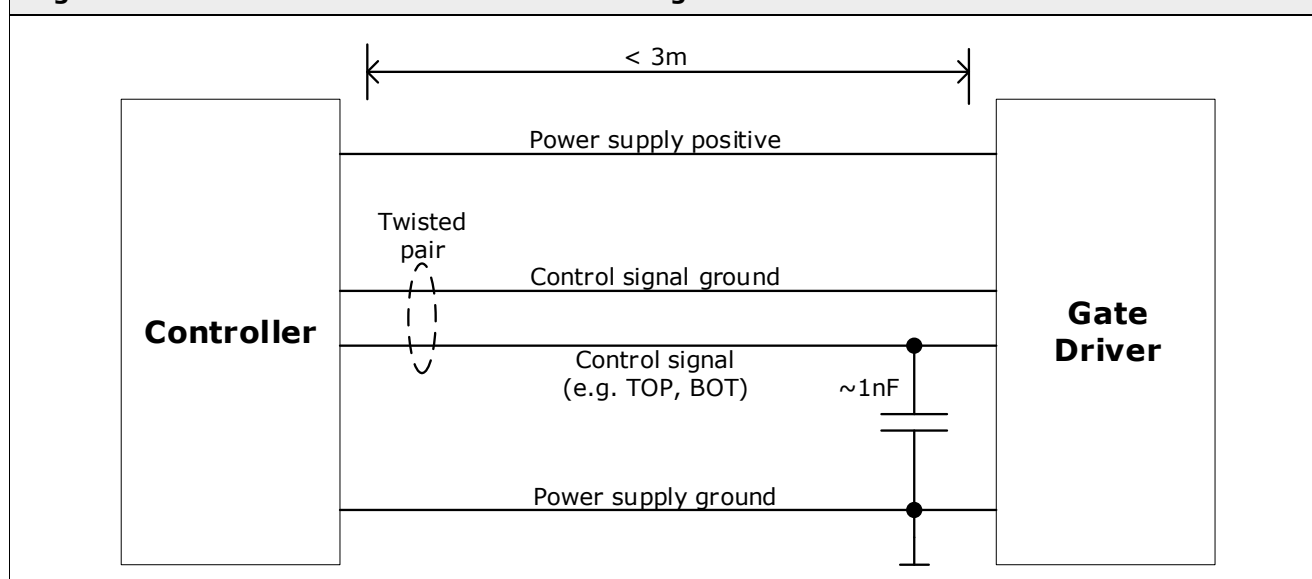 < 3m
Power supply positive
Twisted
pair
Control signal ground
Controller
Gate
Driver
Control signal
(e.g. TOP, BOT)
~1nF
Power supply ground